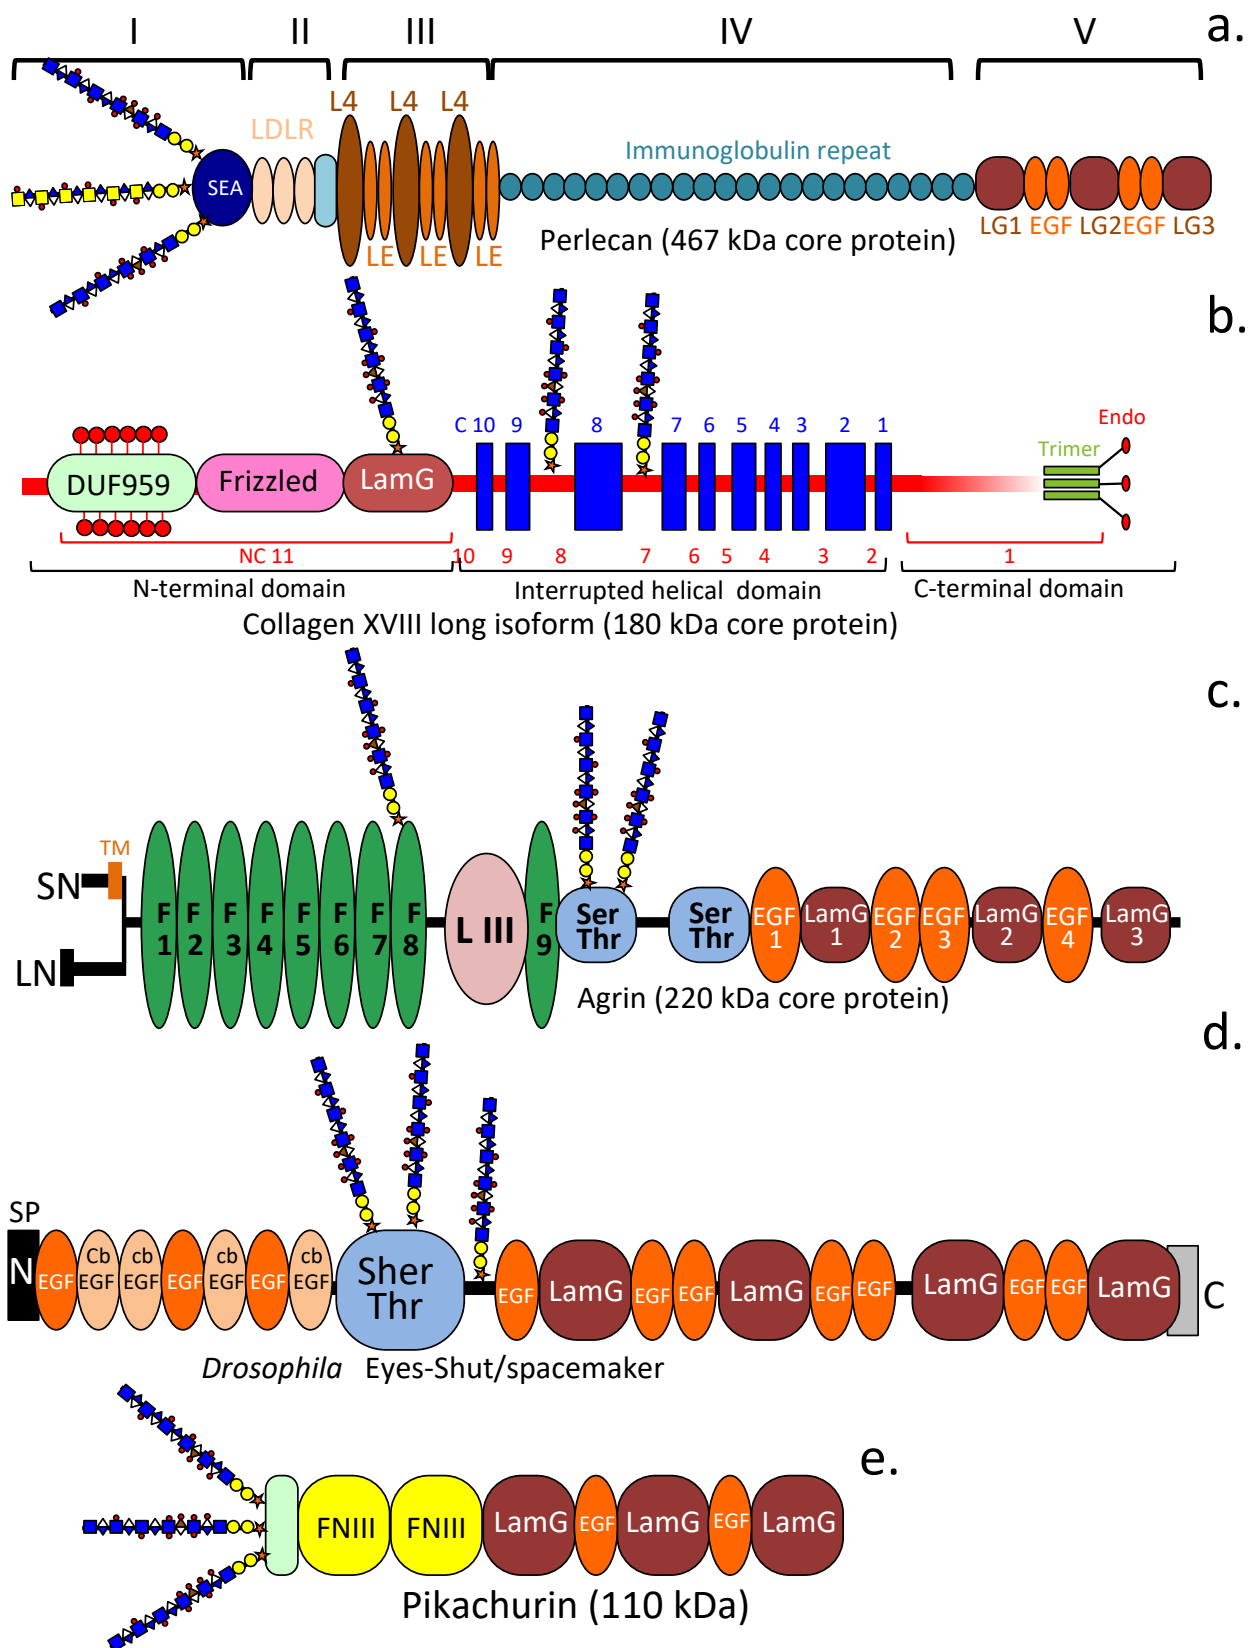 I II III IV V a.
L4 L4 L4
LDLR
SEA
Immunoglobulin repeat
LE LE LE
Perlecan (467 kDa core protein)
LG1 EGF LG2 EGF LG3
b.
C 10 9 8 7 6 5 4 3 2 1
Endo
Trimer
DUF959 Frizzled LamG
NC 11 10 9 8 7 6 5 4 3 2 1
N-terminal domain Interrupted helical domain C-terminal domain
Collagen XVIII long isoform (180 kDa core protein)
c.
TM
SN
LN
F 1 F 2 F 3 F 4 F 5 F 6 F 7 F 8
L III
F 9
Ser Thr
Ser Thr
EGF 1
LamG 1
EGF 2
EGF 3
LamG 2
EGF 4
LamG 3
Agrin (220 kDa core protein)
d.
SP
N
EGF
Cb EGF
cb EGF
EGF
cb EGF
EGF
cb EGF
Sher Thr
EGF LamG EGF EGF LamG EGF EGF LamG EGF EGF LamG
C
Drosophila Eyes-Shut/spacemaker
e.
FNIII FNIII LamG EGF LamG EGF LamG
Pikachurin (110 kDa)